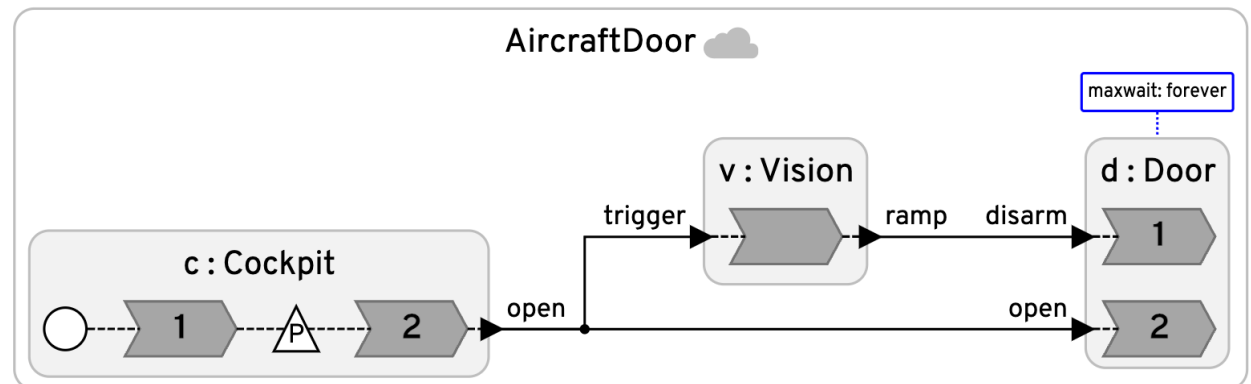 AircraftDoor
maxwait: forever
v : Vision
d : Door
trigger
ramp
disarm
1
c : Cockpit
open
open
1
P
2
2